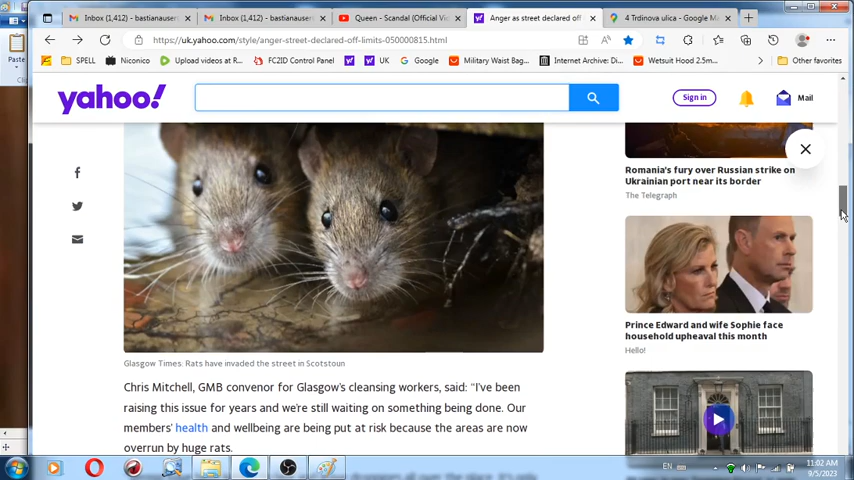 Inbox (1,412) - bastianausen
Inbox (1,412) - bastianausen
Queen - Scandal (Official Vi
Anger as street declared off
4 Trdinova ulica - Google M
https://uk.yahoo.com/style/anger-street-declared-off-limits-050000815.html
Paste
SPELL
Niconico
Upload videos at R...
FC2ID Control Panel
UK
Google
Military Waist Bag...
Internet Archive: Di...
Wetsuit Hood 2.5m...
Other favorites
yahoo!
Sign in
Mail
Glasgow Times: Rats have invaded the street in Scotstoun
Chris Mitchell, GMB convenor for Glasgow's cleansing workers, said: "I've been
raising this issue for years and we're still waiting on something being done. Our
members' health and wellbeing are being put at risk because the areas are now
overrun by huge rats.
Romania's fury over Russian strike on
Ukrainian port near its border
The Telegraph
Prince Edward and wife Sophie face
household upheaval this month
Hello!
EN
11:02 AM
9/5/2023